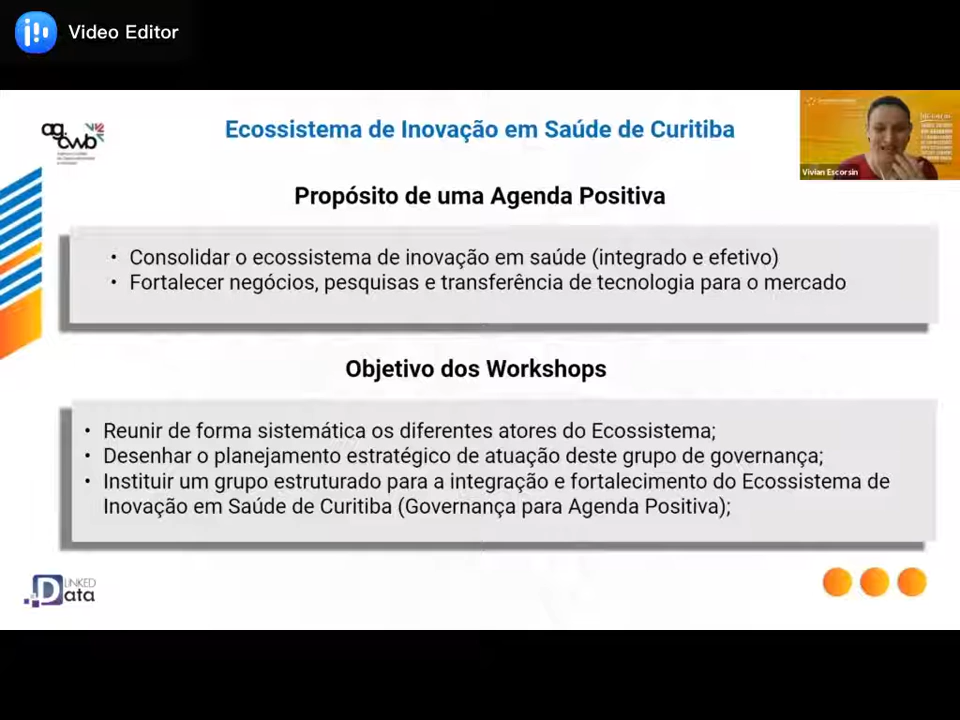 Video Editor
Ecossistema de Inovação em Saúde de Curitiba
Vivian Escorsin
Propósito de uma Agenda Positiva
• Consolidar o ecossistema de inovação em saúde (integrado e efetivo)
• Fortalecer negócios, pesquisas e transferência de tecnologia para o mercado
Objetivo dos Workshops
• Reunir de forma sistemática os diferentes atores do Ecossistema;
• Desenhar o planejamento estratégico de atuação deste grupo de governança;
• Instituir um grupo estruturado para a integração e fortalecimento do Ecossistema de
Inovação em Saúde de Curitiba (Governança para Agenda Positiva);
LINKED
Data